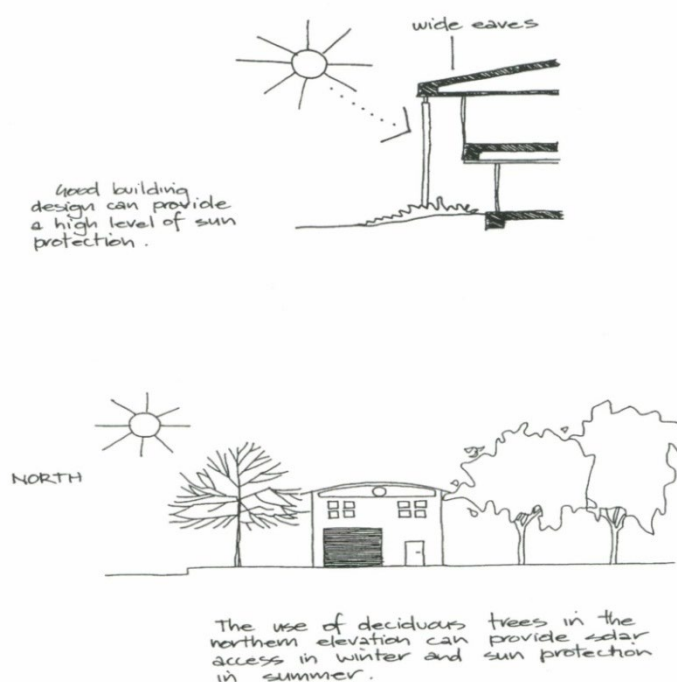 wide eaves
Good building
design can provide
a high level of sun
protection.
NORTH
The use of deciduous trees in the
northern elevation can provide solar
access in winter and sun protection
in summer.